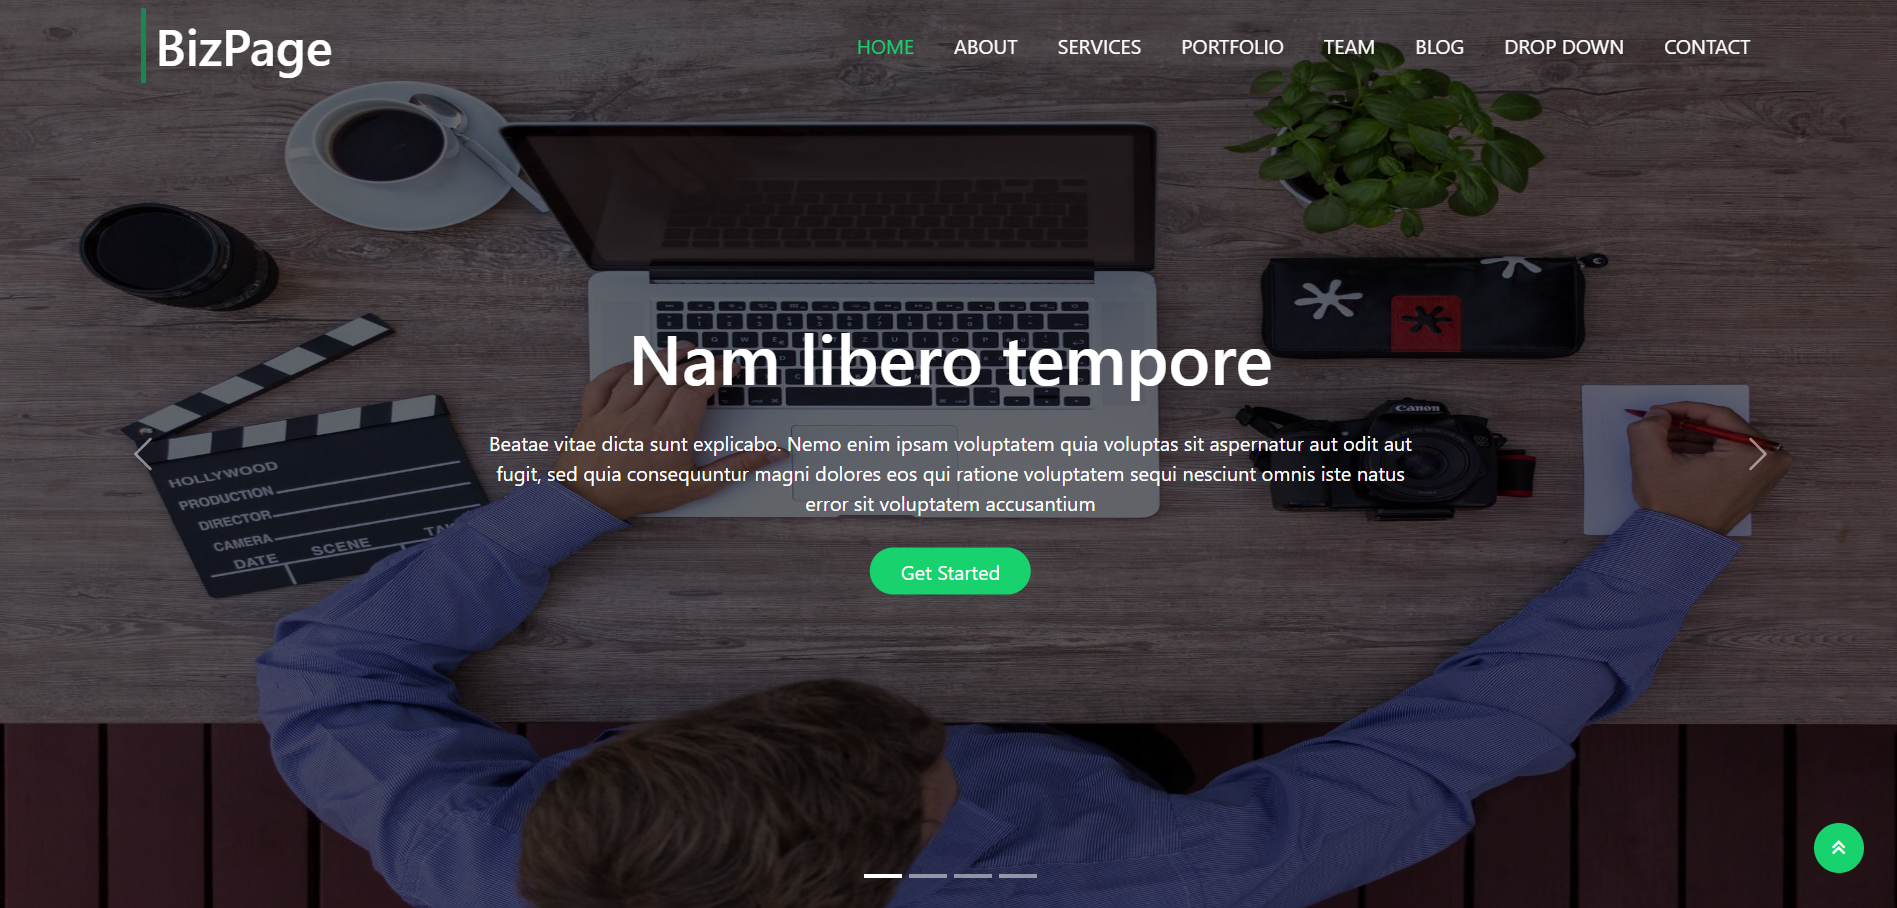 BizPage
HOME ABOUT SERVICES PORTFOLIO TEAM BLOG DROP DOWN CONTACT
Nam libero tempore
Canon
Beatae vitae dicta sunt explicabo. Nemo enim ipsam voluptatem quia voluptas sit aspernatur aut odit aut
fugit, sed quia consequuntur magni dolores eos qui ratione voluptatem sequi nesciunt omnis iste natus
error sit voluptatem accusantium
HOLLYWOOD
PRODUCTION
DIRECTOR
CAMERA
DATE SCENE
Get Started